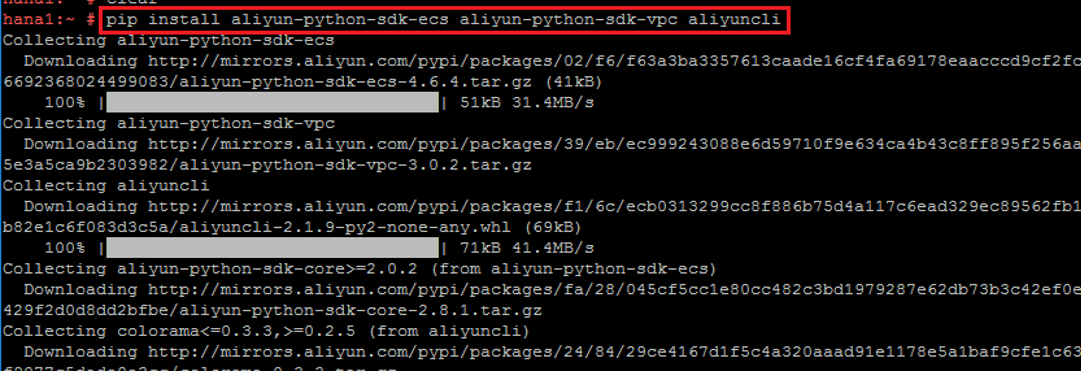 hana1:~ # clear
hana1:~ # pip install aliyun-python-sdk-ecs aliyun-python-sdk-vpc aliyuncli
Collecting aliyun-python-sdk-ecs
Downloading http://mirrors.aliyun.com/pypi/packages/02/f6/f63a3ba3357613caade16cf4fa69178eaacccd9cf2fc
6692368024499083/aliyun-python-sdk-ecs-4.6.4.tar.gz (41kB)
100% | | 51kB 31.4MB/s
Collecting aliyun-python-sdk-vpc
Downloading http://mirrors.aliyun.com/pypi/packages/39/eb/ec999243088e6d59710f9e634ca4b43c8ff895f256aa
5e3a5ca9b2303982/aliyun-python-sdk-vpc-3.0.2.tar.gz
Collecting aliyuncli
Downloading http://mirrors.aliyun.com/pypi/packages/f1/6c/ecb0313299cc8f886b75d4a117c6ead329ec89562fb1
b82e1c6f083d3c5a/aliyuncli-2.1.9-py2-none-any.whl (69kB)
100% | | 71kB 41.4MB/s
Collecting aliyun-python-sdk-core>=2.0.2 (from aliyun-python-sdk-ecs)
Downloading http://mirrors.aliyun.com/pypi/packages/fa/28/045cf5cc1e80cc482c3bd1979287e62db73b3c42ef0e
429f2d0d8dd2bfbe/aliyun-python-sdk-core-2.8.1.tar.gz
Collecting colorama<=0.3.3,>=0.2.5 (from aliyuncli)
Downloading http://mirrors.aliyun.com/pypi/packages/24/84/29ce4167d1f5c4a320aaad91e1178e5a1baf9cfe1c63